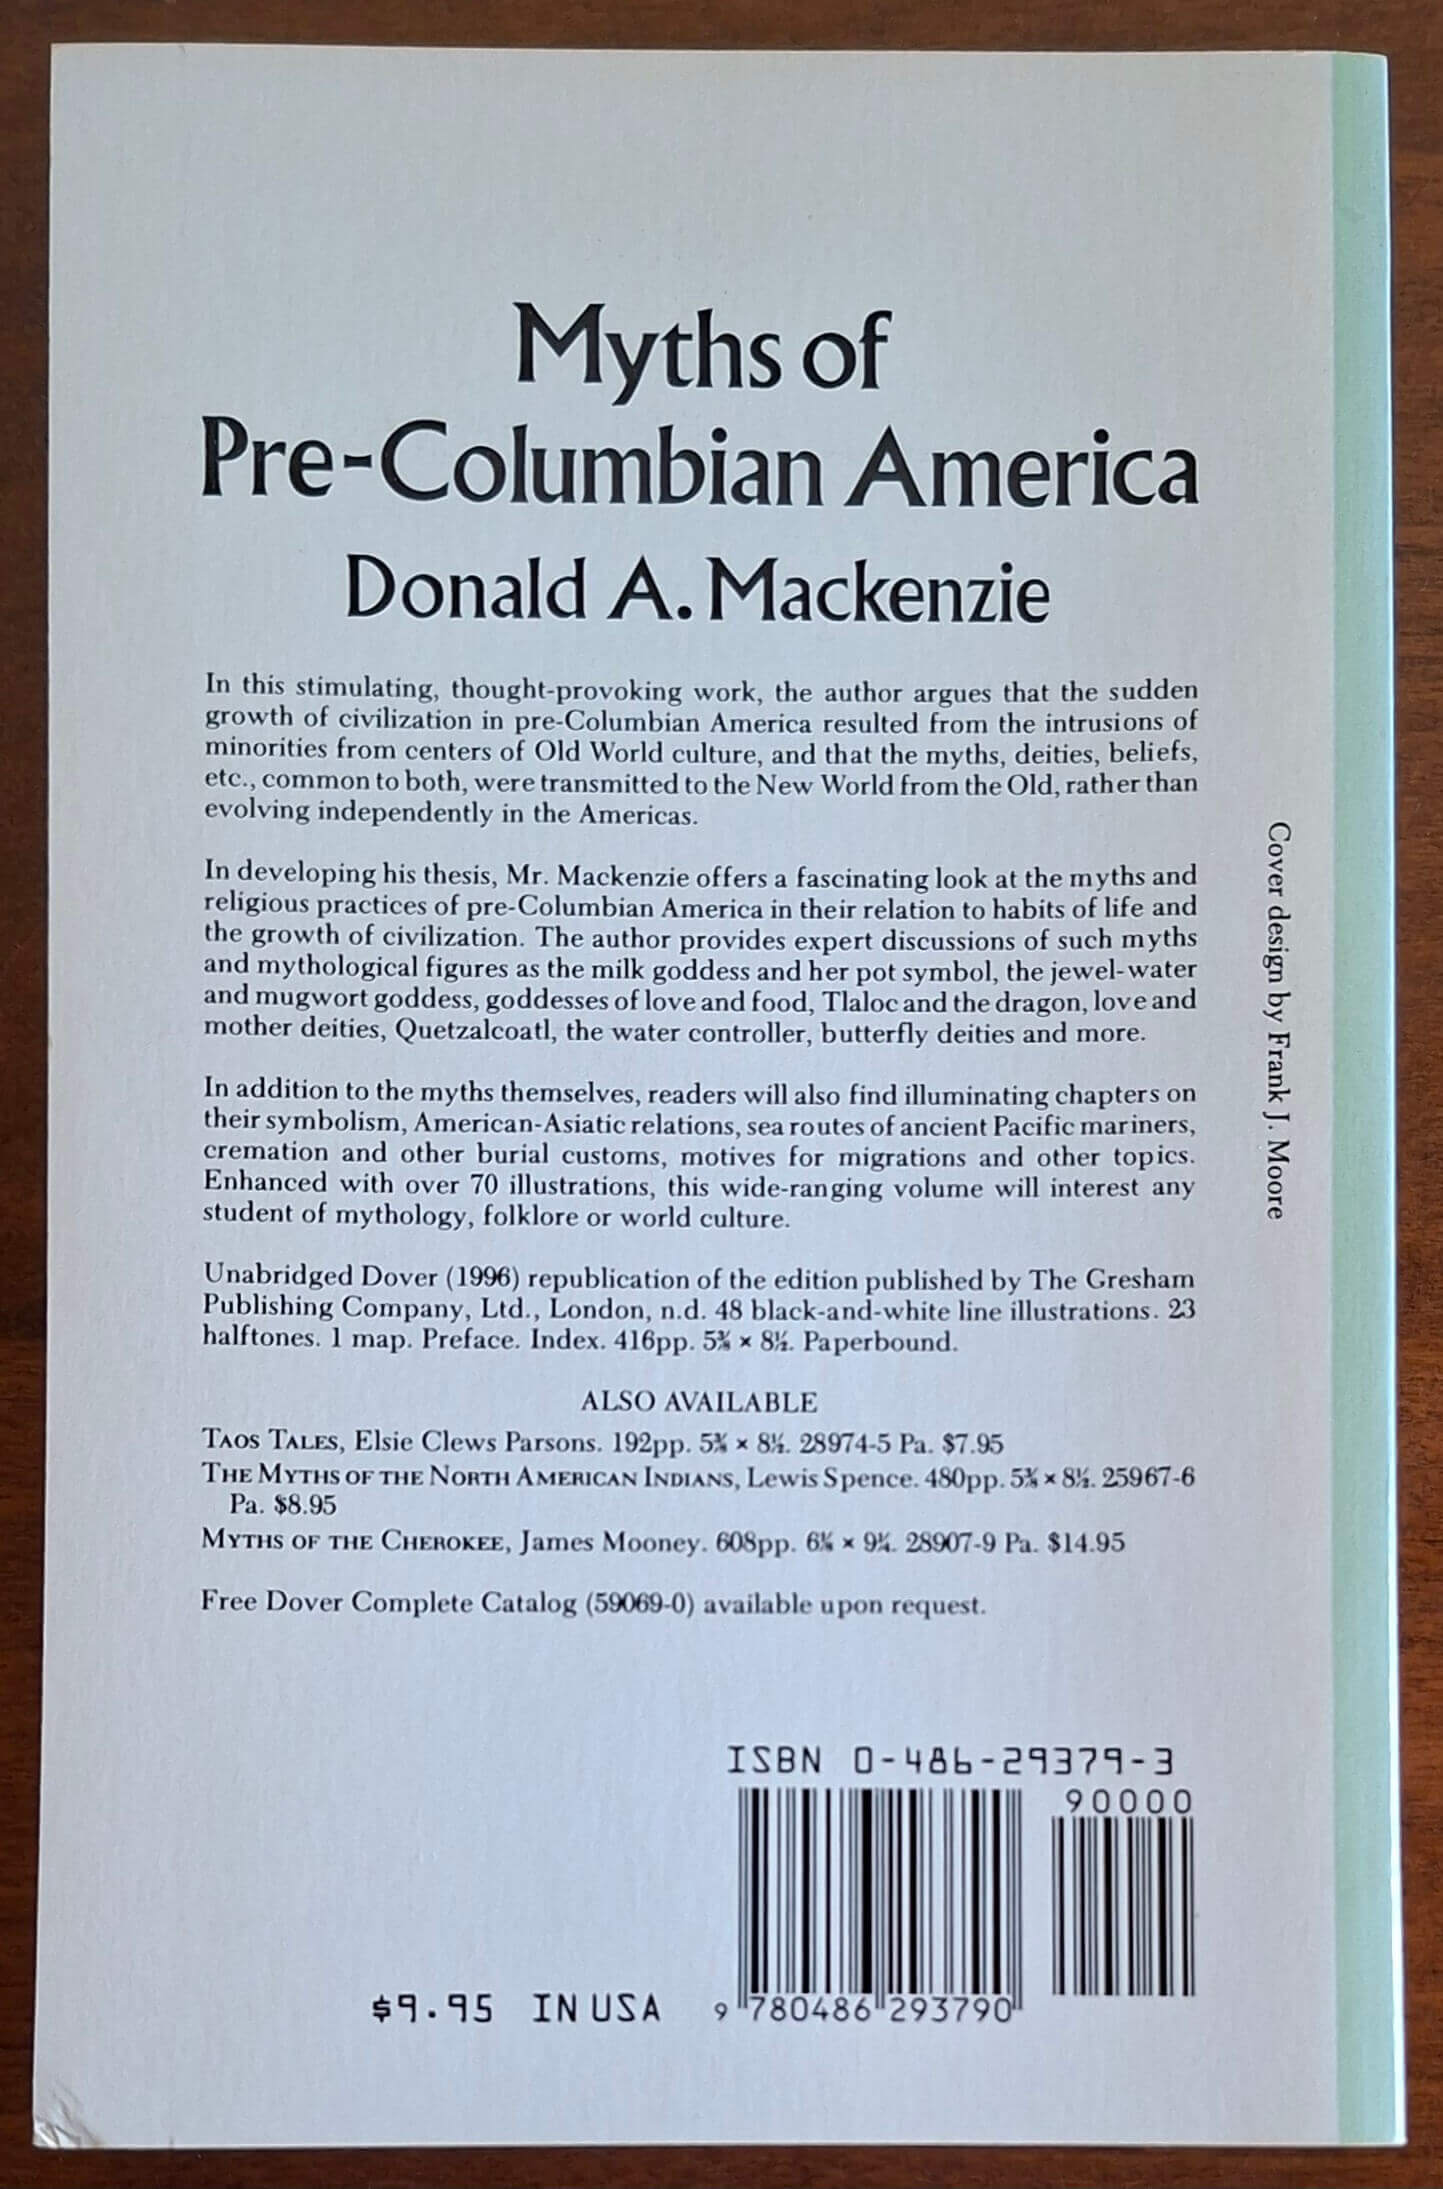 Myths of
Pre-Columbian America
Donald A. Mackenzie
In this stimulating, thought-provoking work, the author argues that the sudden
growth of civilization in pre-Columbian America resulted from the intrusions of
minorities from centers of Old World culture, and that the myths, deities, beliefs,
etc., common to both, were transmitted to the New World from the Old, rather than
evolving independently in the Americas.
In developing his thesis, Mr. Mackenzie offers a fascinating look at the myths and
religious practices of pre-Columbian America in their relation to habits of life and
the growth of civilization. The author provides expert discussions of such myths
and mythological figures as the milk goddess and her pot symbol, the jewel-water
and mugwort goddess, goddesses of love and food, Tlaloc and the dragon, love and
mother deities, Quetzalcoatl, the water controller, butterfly deities and more.
In addition to the myths themselves, readers will also find illuminating chapters on
their symbolism, American-Asiatic relations, sea routes of ancient Pacific mariners,
cremation and other burial customs, motives for migrations and other topics.
Enhanced with over 70 illustrations, this wide-ranging volume will interest any
student of mythology, folklore or world culture.
Unabridged Dover (1996) republication of the edition published by The Gresham
Publishing Company, Ltd., London, n.d. 48 black-and-white line illustrations. 23
halftones. 1 map. Preface. Index. 416pp. 5⅜ × 8½. Paperbound.
ALSO AVAILABLE
TAOS TALES, Elsie Clews Parsons. 192pp. 5⅜ × 8½. 28974-5 Pa. $7.95
THE MYTHS OF THE NORTH AMERICAN INDIANS, Lewis Spence. 480pp. 5⅜ × 8½. 25967-6
Pa. $8.95
MYTHS OF THE CHEROKEE, James Mooney. 608pp. 6⅛ × 9¼. 28907-9 Pa. $14.95
Free Dover Complete Catalog (59069-0) available upon request.
Cover design by Frank J. Moore
ISBN 0-486-29379-3
90000
9 780486 293790
$9.95 IN USA